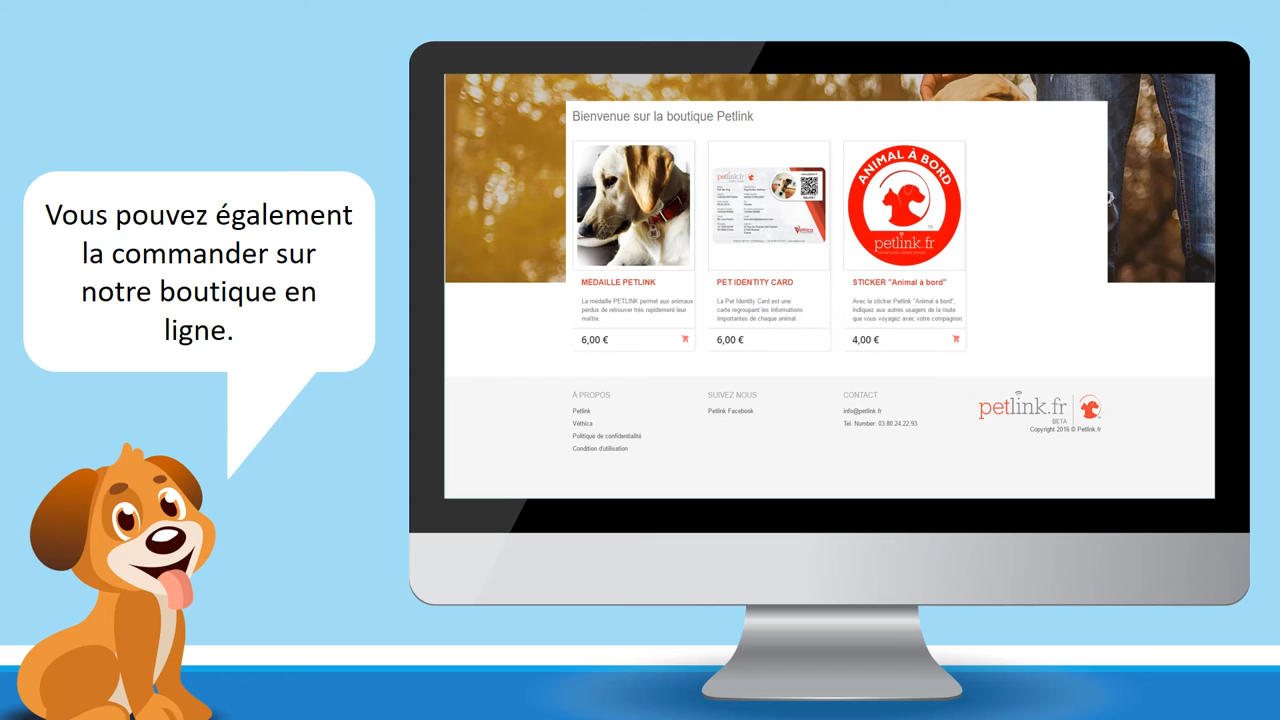 Vous pouvez également
la commander sur
notre boutique en
ligne.
Bienvenue sur la boutique Petlink
ANIMAL À BORD
petlink.fr
petlink.fr
Véthica
MÉDAILLE PETLINK
La médaille PETLINK permet aux animaux
perdus de retrouver très rapidement leur
maître.
6,00 €
PET IDENTITY CARD
La Pet Identity Card est une
carte regroupant les informations
importantes de chaque animal.
6,00 €
STICKER "Animal à bord"
Avec le sticker Petlink "Animal à bord",
indiquez aux autres usagers de la route
que vous voyagez avec votre compagnon.
4,00 €
À PROPOS
Petlink
Véthica
Politique de confidentialité
Condition d'utilisation
SUIVEZ NOUS
Petlink Facebook
CONTACT
info@petlink.fr
Tel. Number: 03.80.24.22.93
petlink.fr
BETA
Copyright 2016 © Petlink.fr